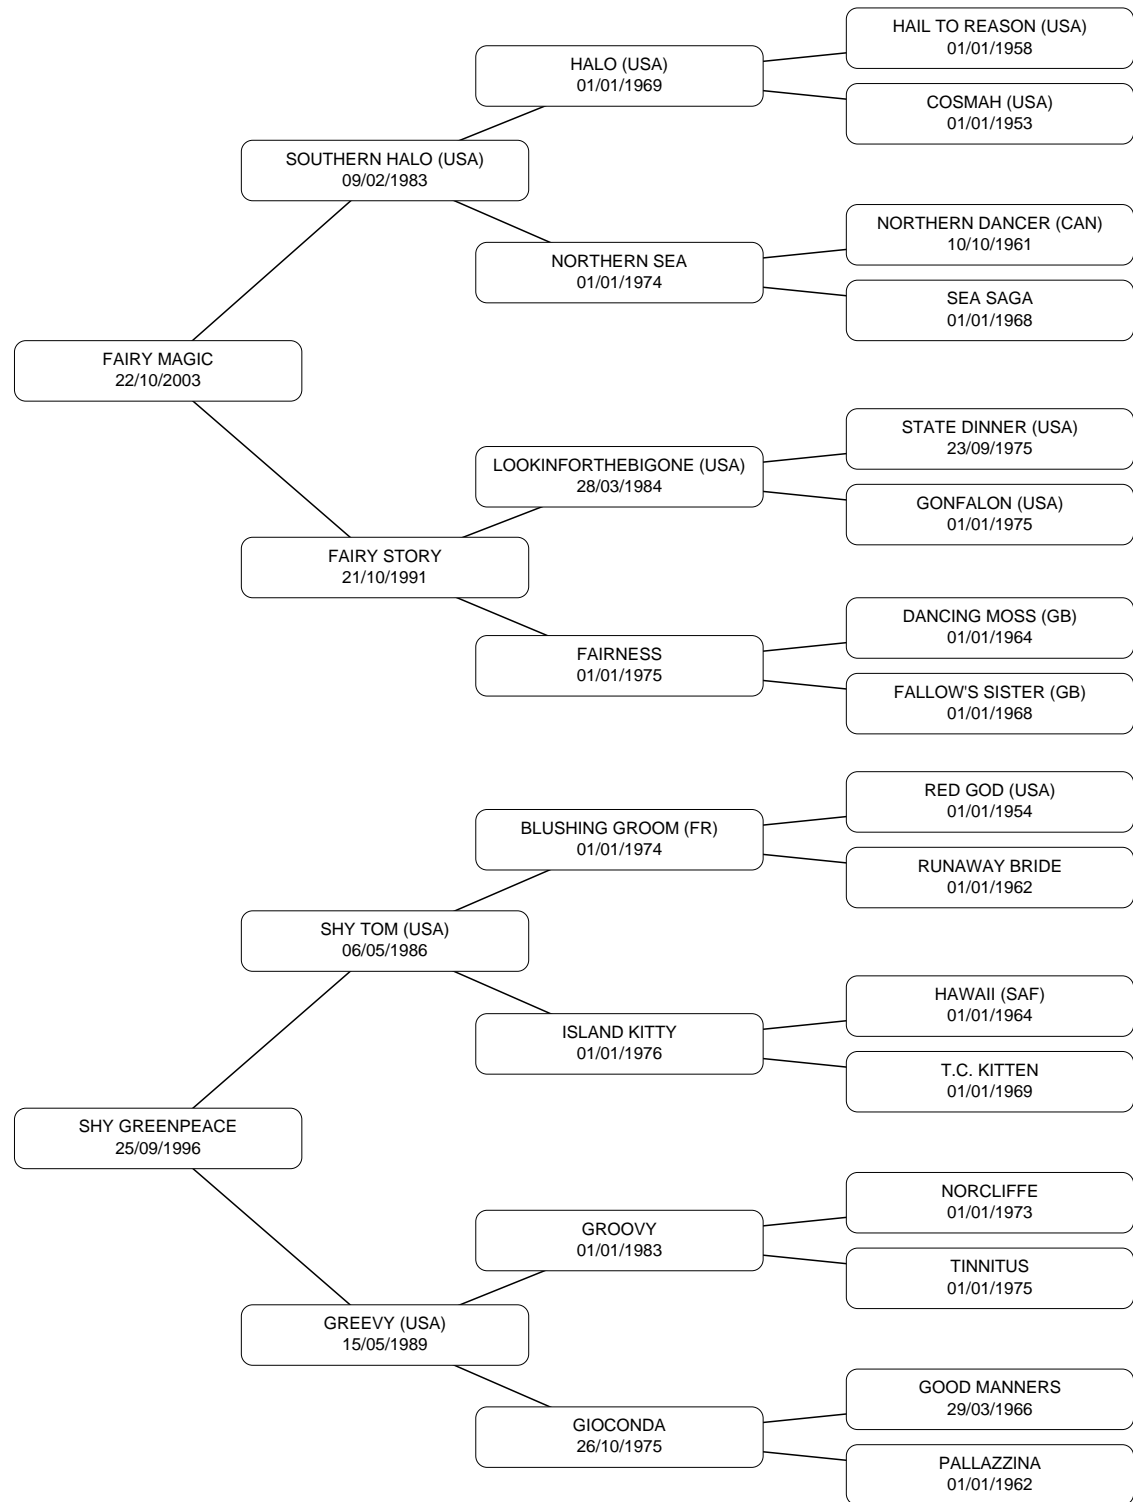 HAIL TO REASON (USA)
01/01/1958
HALO (USA)
01/01/1969
COSMAH (USA)
01/01/1953
SOUTHERN HALO (USA)
09/02/1983
NORTHERN DANCER (CAN)
10/10/1961
NORTHERN SEA
01/01/1974
SEA SAGA
01/01/1968
FAIRY MAGIC
22/10/2003
STATE DINNER (USA)
23/09/1975
LOOKINFORTHEBIGONE (USA)
28/03/1984
GONFALON (USA)
01/01/1975
FAIRY STORY
21/10/1991
DANCING MOSS (GB)
01/01/1964
FAIRNESS
01/01/1975
FALLOW'S SISTER (GB)
01/01/1968
RED GOD (USA)
01/01/1954
BLUSHING GROOM (FR)
01/01/1974
RUNAWAY BRIDE
01/01/1962
SHY TOM (USA)
06/05/1986
HAWAII (SAF)
01/01/1964
ISLAND KITTY
01/01/1976
T.C. KITTEN
01/01/1969
SHY GREENPEACE
25/09/1996
NORCLIFFE
01/01/1973
GROOVY
01/01/1983
TINNITUS
01/01/1975
GREEVY (USA)
15/05/1989
GOOD MANNERS
29/03/1966
GIOCONDA
26/10/1975
PALLAZZINA
01/01/1962